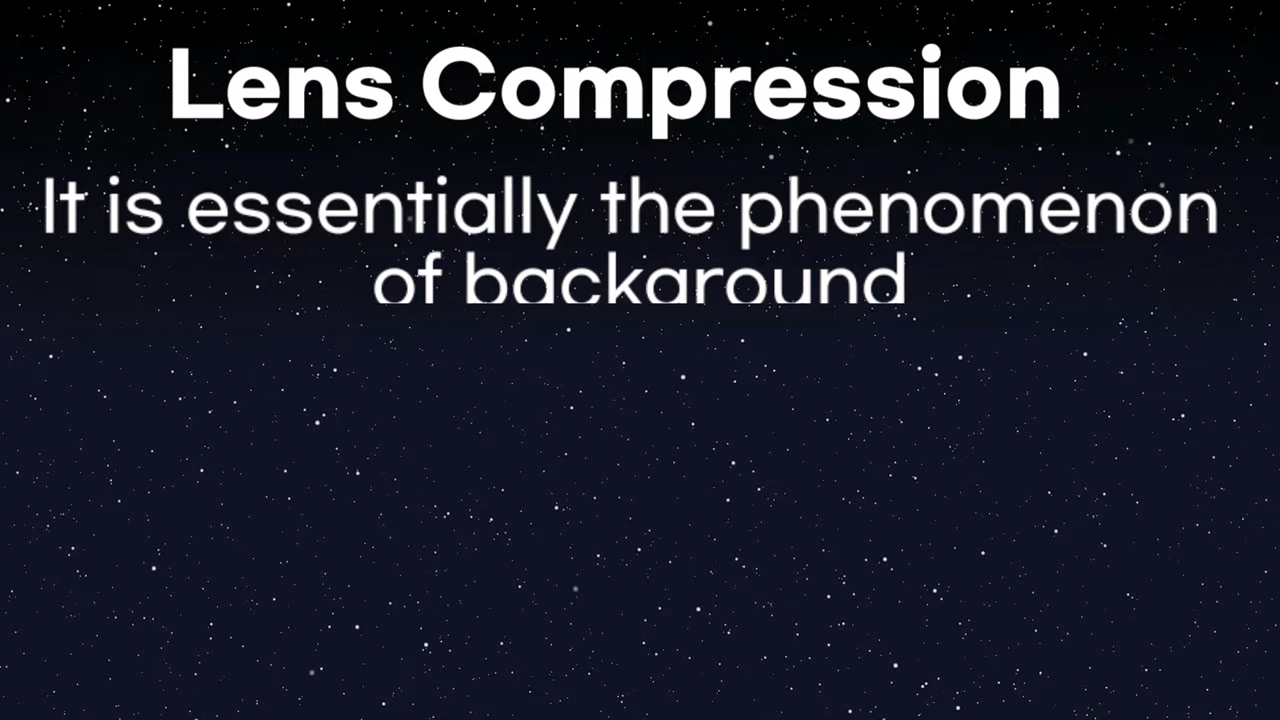 Lens Compression
It is essentially the phenomenon
of background